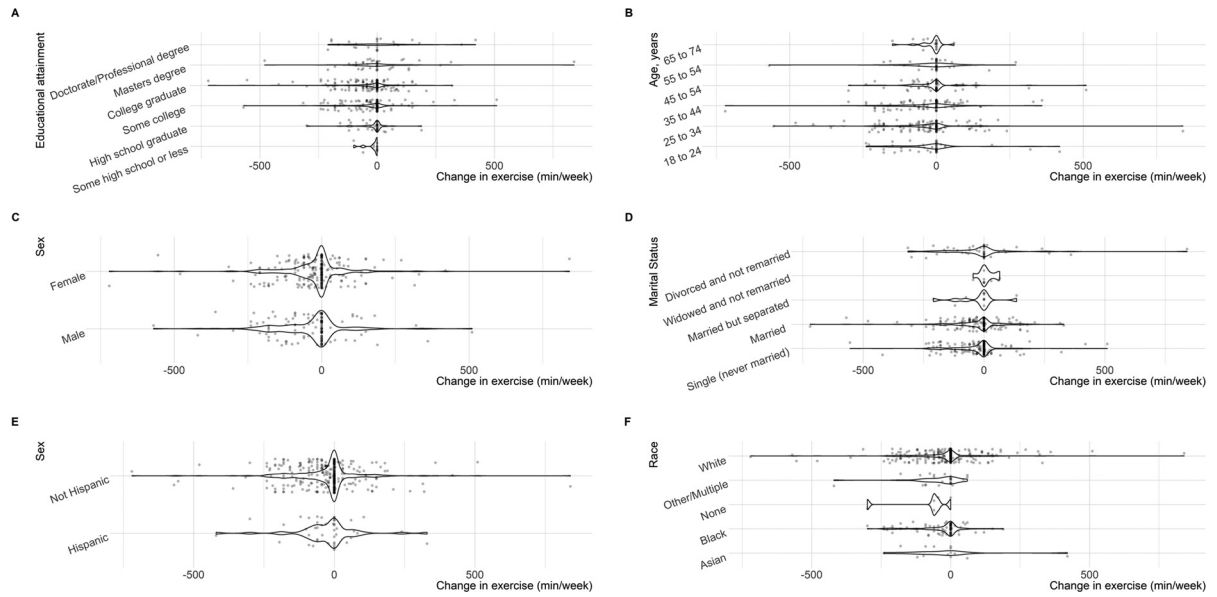 A
Educational attainment
Doctorate/Professional degree
Masters degree
College graduate
Some college
High school graduate
Some high school or less
-500
0
500
Change in exercise (min/week)
B
Age, years
65 to 74
55 to 54
45 to 54
35 to 44
25 to 34
18 to 24
-500
0
500
Change in exercise (min/week)
C
Sex
Female
Male
-500
0
500
Change in exercise (min/week)
D
Marital Status
Divorced and not remarried
Widowed and not remarried
Married but separated
Married
Single (never married)
-500
0
500
Change in exercise (min/week)
E
Sex
Not Hispanic
Hispanic
-500
0
500
Change in exercise (min/week)
F
Race
White
Other/Multiple
None
Black
Asian
-500
0
500
Change in exercise (min/week)